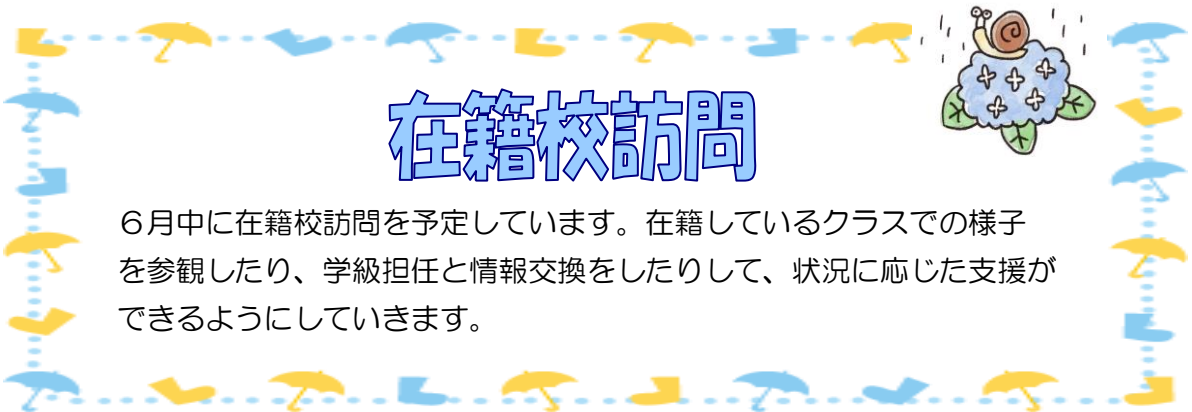 在籍校訪問
６月中に在籍校訪問を予定しています。在籍しているクラスでの様子
を参観したり、学級担任と情報交換をしたりして、状況に応じた支援が
できるようにしていきます。